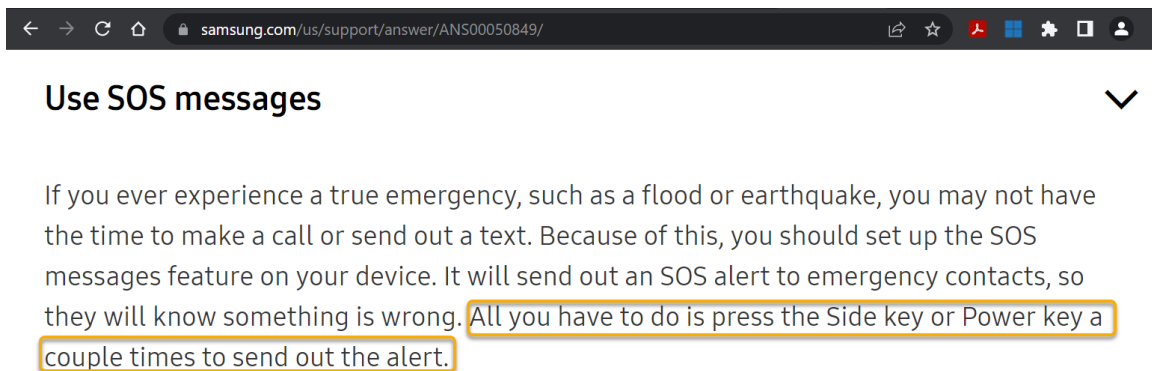 samsung.com/us/support/answer/ANS00050849/
Use SOS messages
If you ever experience a true emergency, such as a flood or earthquake, you may not have
the time to make a call or send out a text. Because of this, you should set up the SOS
messages feature on your device. It will send out an SOS alert to emergency contacts, so
they will know something is wrong. All you have to do is press the Side key or Power key a
couple times to send out the alert.